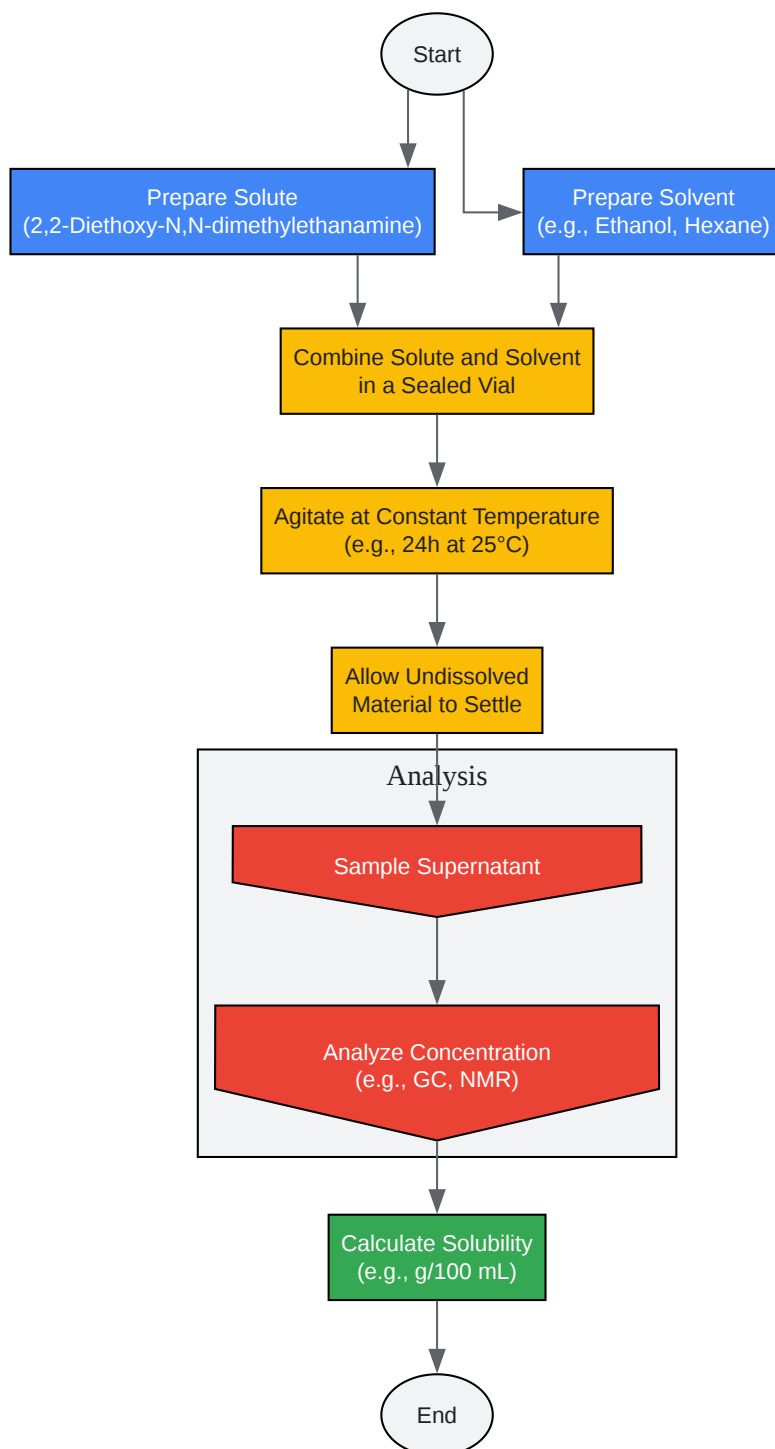 Start
Prepare Solute
(2,2-Diethoxy-N,N-dimethylethanamine)
Prepare Solvent
(e.g., Ethanol, Hexane)
Combine Solute and Solvent
in a Sealed Vial
Agitate at Constant Temperature
(e.g., 24h at 25°C)
Allow Undissolved
Material to Settle
Analysis
Sample Supernatant
Analyze Concentration
(e.g., GC, NMR)
Calculate Solubility
(e.g., g/100 mL)
End